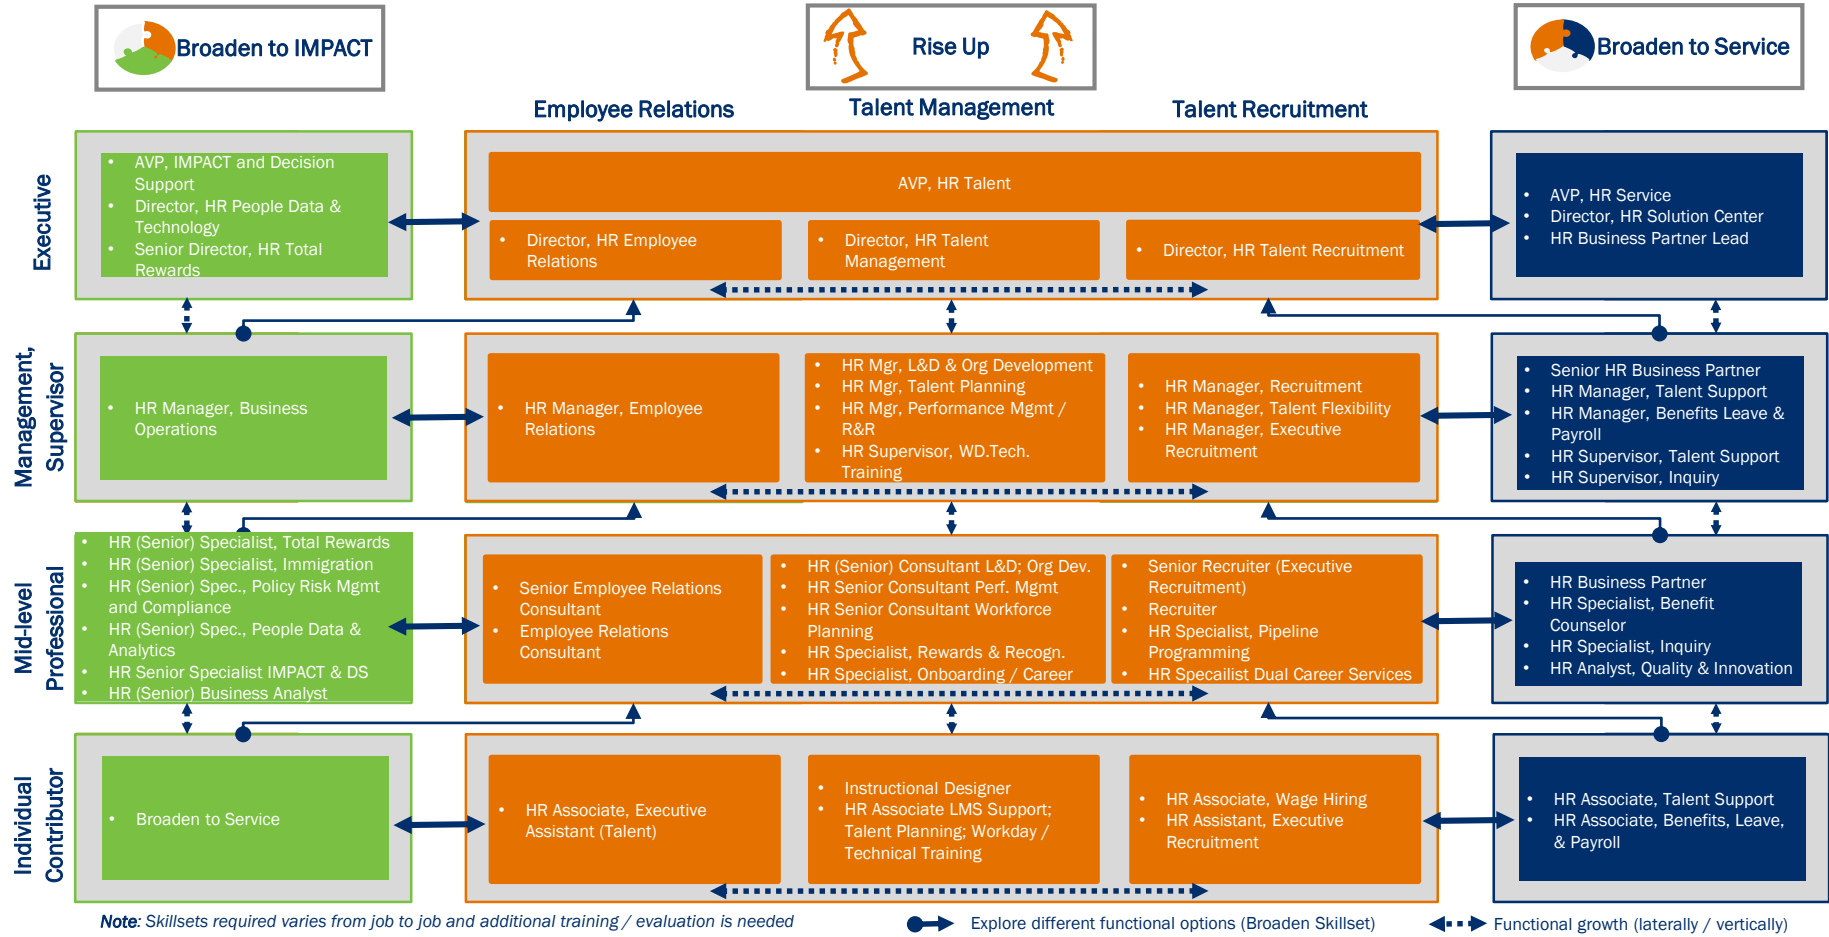 Broaden to IMPACT
Rise Up
Broaden to Service
Employee Relations
Talent Management
Talent Recruitment
Executive
• AVP, IMPACT and Decision
Support
• Director, HR People Data &
Technology
• Senior Director, HR Total
Rewards
AVP, HR Talent
• Director, HR Employee
Relations
• Director, HR Talent
Management
• Director, HR Talent Recruitment
• AVP, HR Service
• Director, HR Solution Center
• HR Business Partner Lead
Management,
Supervisor
• HR Manager, Business
Operations
• HR Manager, Employee
Relations
• HR Mgr, L&D & Org Development
• HR Mgr, Talent Planning
• HR Mgr, Performance Mgmt /
R&R
• HR Supervisor, WD.Tech.
Training
• HR Manager, Recruitment
• HR Manager, Talent Flexibility
• HR Manager, Executive
Recruitment
• Senior HR Business Partner
• HR Manager, Talent Support
• HR Manager, Benefits Leave &
Payroll
• HR Supervisor, Talent Support
• HR Supervisor, Inquiry
Mid-level
Professional
• HR (Senior) Specialist, Total Rewards
• HR (Senior) Specialist, Immigration
• HR (Senior) Spec., Policy Risk Mgmt
and Compliance
• HR (Senior) Spec., People Data &
Analytics
• HR Senior Specialist IMPACT & DS
• HR (Senior) Business Analyst
• Senior Employee Relations
Consultant
• Employee Relations
Consultant
• HR (Senior) Consultant L&D; Org Dev.
• HR Senior Consultant Perf. Mgmt
• HR Senior Consultant Workforce
Planning
• HR Specialist, Rewards & Recogn.
• HR Specialist, Onboarding / Career
• Senior Recruiter (Executive
Recruitment)
• Recruiter
• HR Specialist, Pipeline
Programming
• HR Specailist Dual Career Services
• HR Business Partner
• HR Specialist, Benefit
Counselor
• HR Specialist, Inquiry
• HR Analyst, Quality & Innovation
Individual
Contributor
• Broaden to Service
• HR Associate, Executive
Assistant (Talent)
• Instructional Designer
• HR Associate LMS Support;
Talent Planning; Workday /
Technical Training
• HR Associate, Wage Hiring
• HR Assistant, Executive
Recruitment
• HR Associate, Talent Support
• HR Associate, Benefits, Leave,
& Payroll
Note: Skillsets required varies from job to job and additional training / evaluation is needed
Explore different functional options (Broaden Skillset)
Functional growth (laterally / vertically)